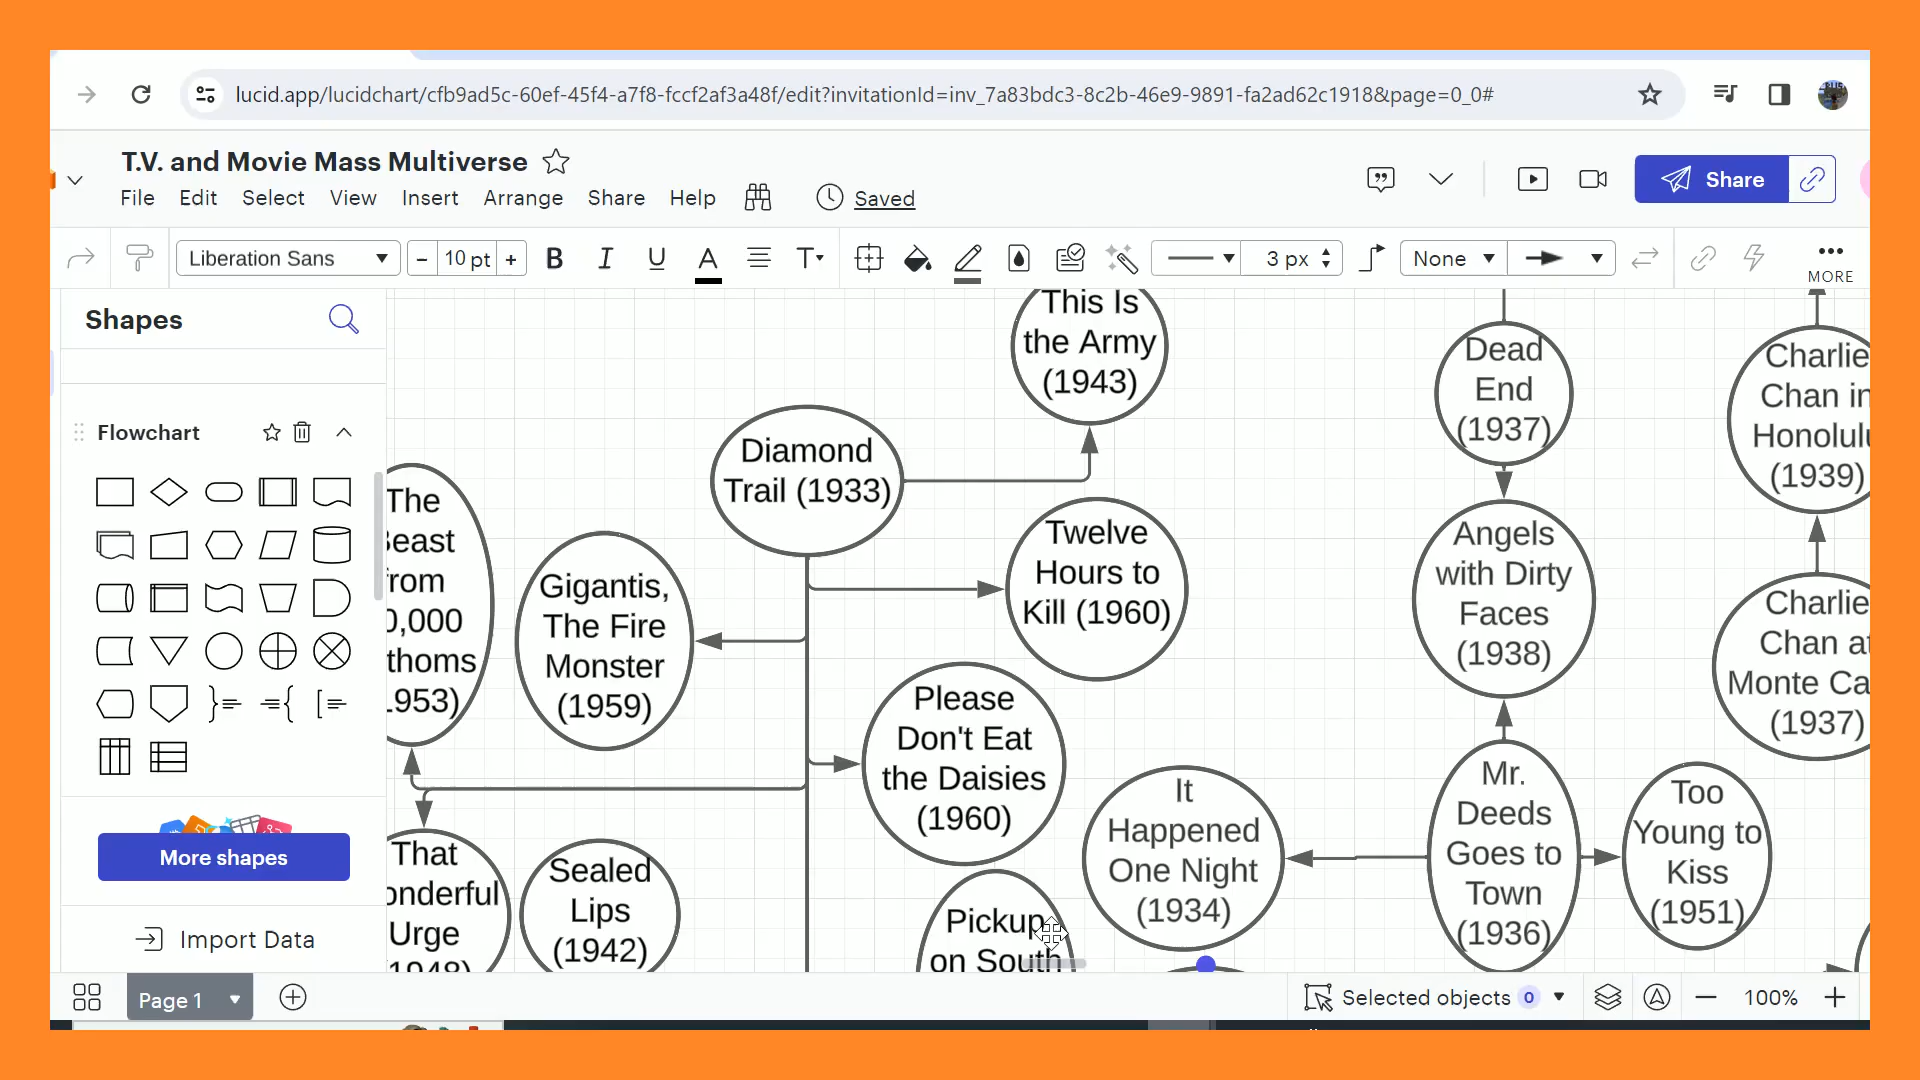 lucid.app/lucidchart/cfb9ad5c-60ef-45f4-a7f8-fccf2af3a48f/edit?invitationId=inv_7a83bdc3-8c2b-46e9-9891-fa2ad62c1918&page=0_0#
T.V. and Movie Mass Multiverse
File Edit Select View Insert Arrange Share Help Saved
Share
Liberation Sans
− 10 pt +
B I U A T
3 px
None
MORE
Shapes
Flowchart
More shapes
Import Data
This Is
the Army
(1943)
Diamond
Trail (1933)
The
Beast
from
0,000
thoms
1953)
Gigantis,
The Fire
Monster
(1959)
Twelve
Hours to
Kill (1960)
Please
Don't Eat
the Daisies
(1960)
That
onderful
Urge
(1948)
Sealed
Lips
(1942)
Pickup
on South
It
Happened
One Night
(1934)
Dead
End
(1937)
Angels
with Dirty
Faces
(1938)
Mr.
Deeds
Goes to
Town
(1936)
Too
Young to
Kiss
(1951)
Charlie
Chan in
Honolulu
(1939)
Charlie
Chan at
Monte Ca
(1937)
Page 1
Selected objects 0
100%